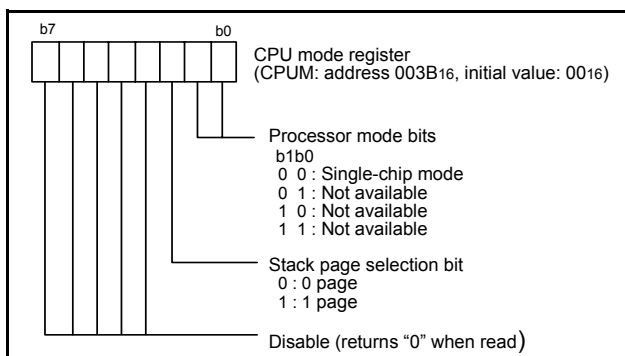 b7 b0
CPU mode register
(CPUM: address 003B16, initial value: 0016)
Processor mode bits
b1b0
0 0 : Single-chip mode
0 1 : Not available
1 0 : Not available
1 1 : Not available
Stack page selection bit
0 : 0 page
1 : 1 page
Disable (returns “0” when read)